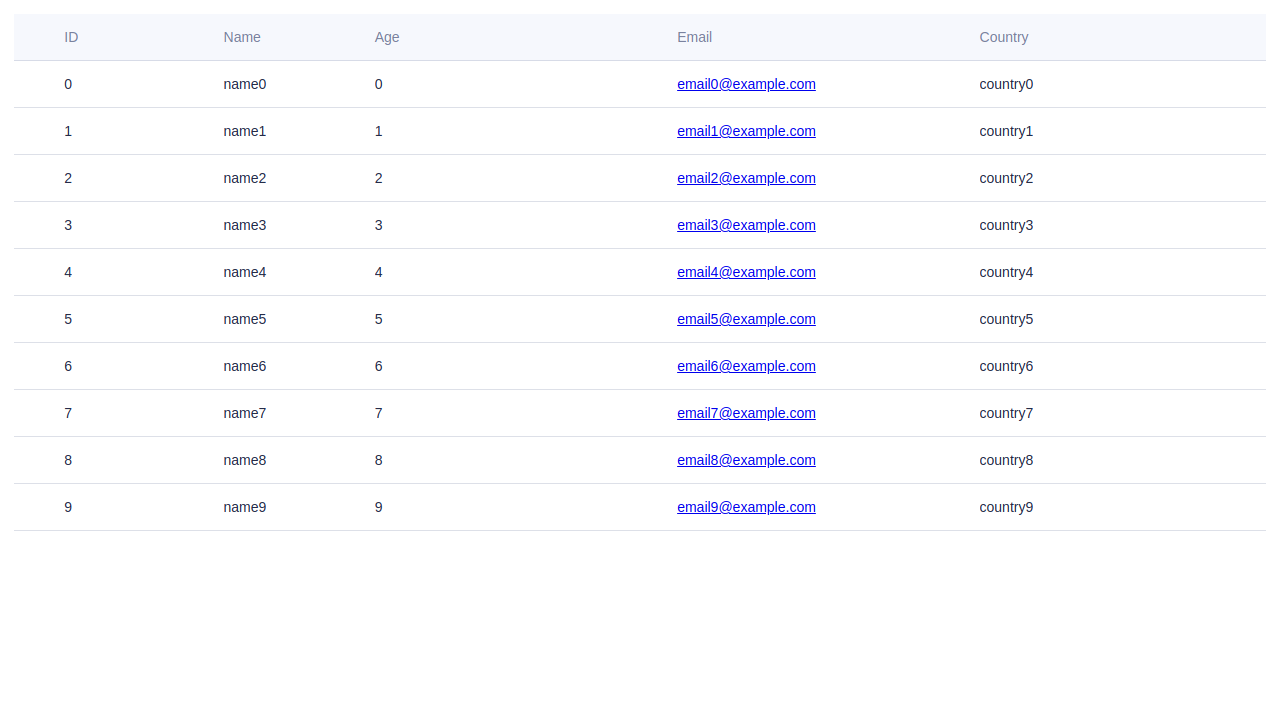 ID Name Age Email Country
0 name0 0 email0@example.com country0
1 name1 1 email1@example.com country1
2 name2 2 email2@example.com country2
3 name3 3 email3@example.com country3
4 name4 4 email4@example.com country4
5 name5 5 email5@example.com country5
6 name6 6 email6@example.com country6
7 name7 7 email7@example.com country7
8 name8 8 email8@example.com country8
9 name9 9 email9@example.com country9